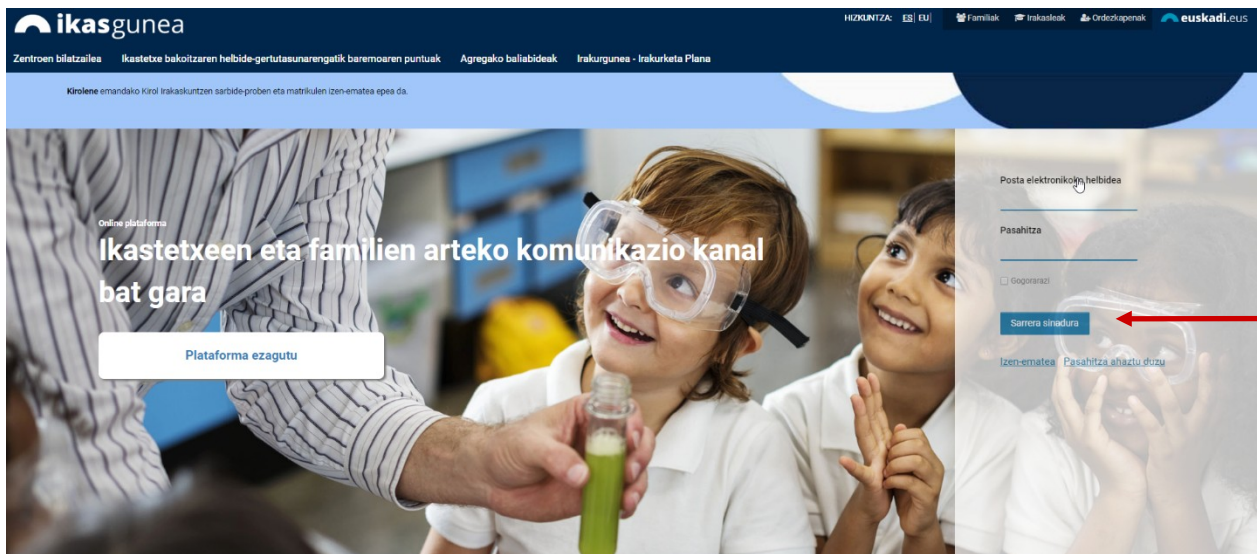 ikasgunea
HIZKUNTZA: ES| EU|
Familiak
Irakasleak
Ordezkapenak
euskadi.eus
Zentroen bilatzailea
Ikastetxe bakoitzaren helbide-gertutasunarengatik baremoaren puntuak
Agregako baliabideak
Irakurgunea - Irakurketa Plana
Kirolene emandako Kirol Irakaskuntzen sarbide-proben eta matrikulen izen-ematea epea da.
Online plataforma
Ikastetxeen eta familien arteko komunikazio kanal
bat gara
Plataforma ezagutu
Posta elektronikoko helbidea
Pasahitza
Gogorarazi
Sarrera sinadura
Izen-ematea Pasahitza ahaztu duzu